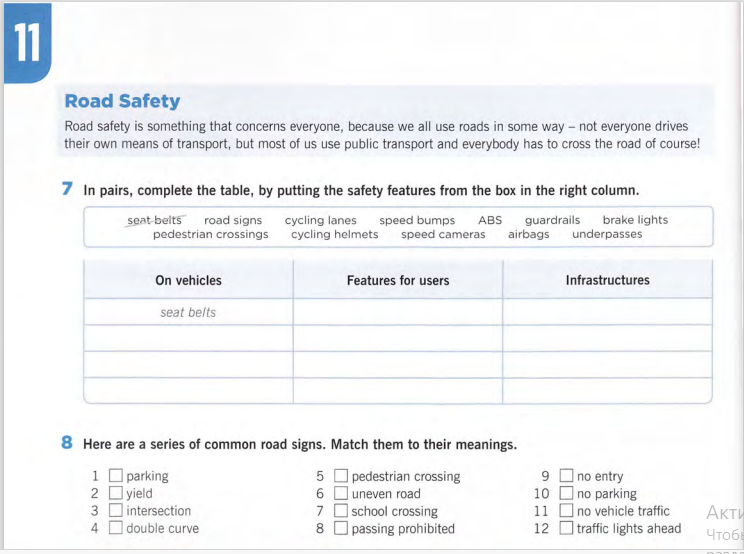 11
Road Safety
Road safety is something that concerns everyone, because we all use roads in some way – not everyone drives
their own means of transport, but most of us use public transport and everybody has to cross the road of course!
7 In pairs, complete the table, by putting the safety features from the box in the right column.
seat belts road signs cycling lanes speed bumps ABS guardrails brake lights
pedestrian crossings cycling helmets speed cameras airbags underpasses
On vehicles Features for users Infrastructures
seat belts
8 Here are a series of common road signs. Match them to their meanings.
1 parking 5 pedestrian crossing 9 no entry
2 yield 6 uneven road 10 no parking
3 intersection 7 school crossing 11 no vehicle traffic
4 double curve 8 passing prohibited 12 traffic lights ahead